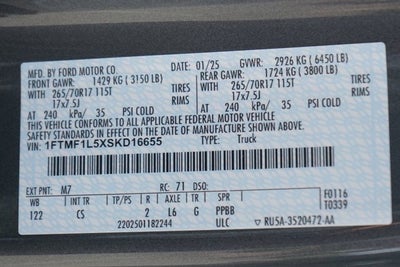 MFD. BY FORD MOTOR CO. 01/25 GVWR: 2926 KG (6450 LB)
FRONT GAWR: 1429 KG (3150 LB) REAR GAWR: 1724 KG (3800 LB)
WITH 265/70R17 115T TIRES WITH 265/70R17 115T TIRES
17x7.5J RIMS 17x7.5J RIMS
AT 240 kPa/ 35 PSI COLD AT 240 kPa/ 35 PSI COLD
THIS VEHICLE CONFORMS TO ALL APPLICABLE FEDERAL MOTOR VEHICLE
SAFETY STANDARDS IN EFFECT ON THE DATE OF MANUFACTURE SHOWN ABOVE.
VIN: 1FTMF1L5XSKD16655 TYPE: Truck
EXT PNT: M7 RC: 71 DSO: F0116
WB INT TR TP/PS R AXLE TR SPR T0339
122 CS 2 L6 G PPBB
2202501182244 ULC RU5A-3520472-AA